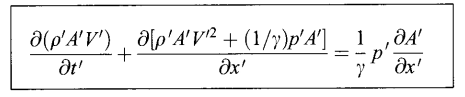 ∂(ρ′A′V′)/∂t′ + ∂[ρ′A′V′² + (1/γ)p′A′]/∂x′ = (1/γ) p′ ∂A′/∂x′